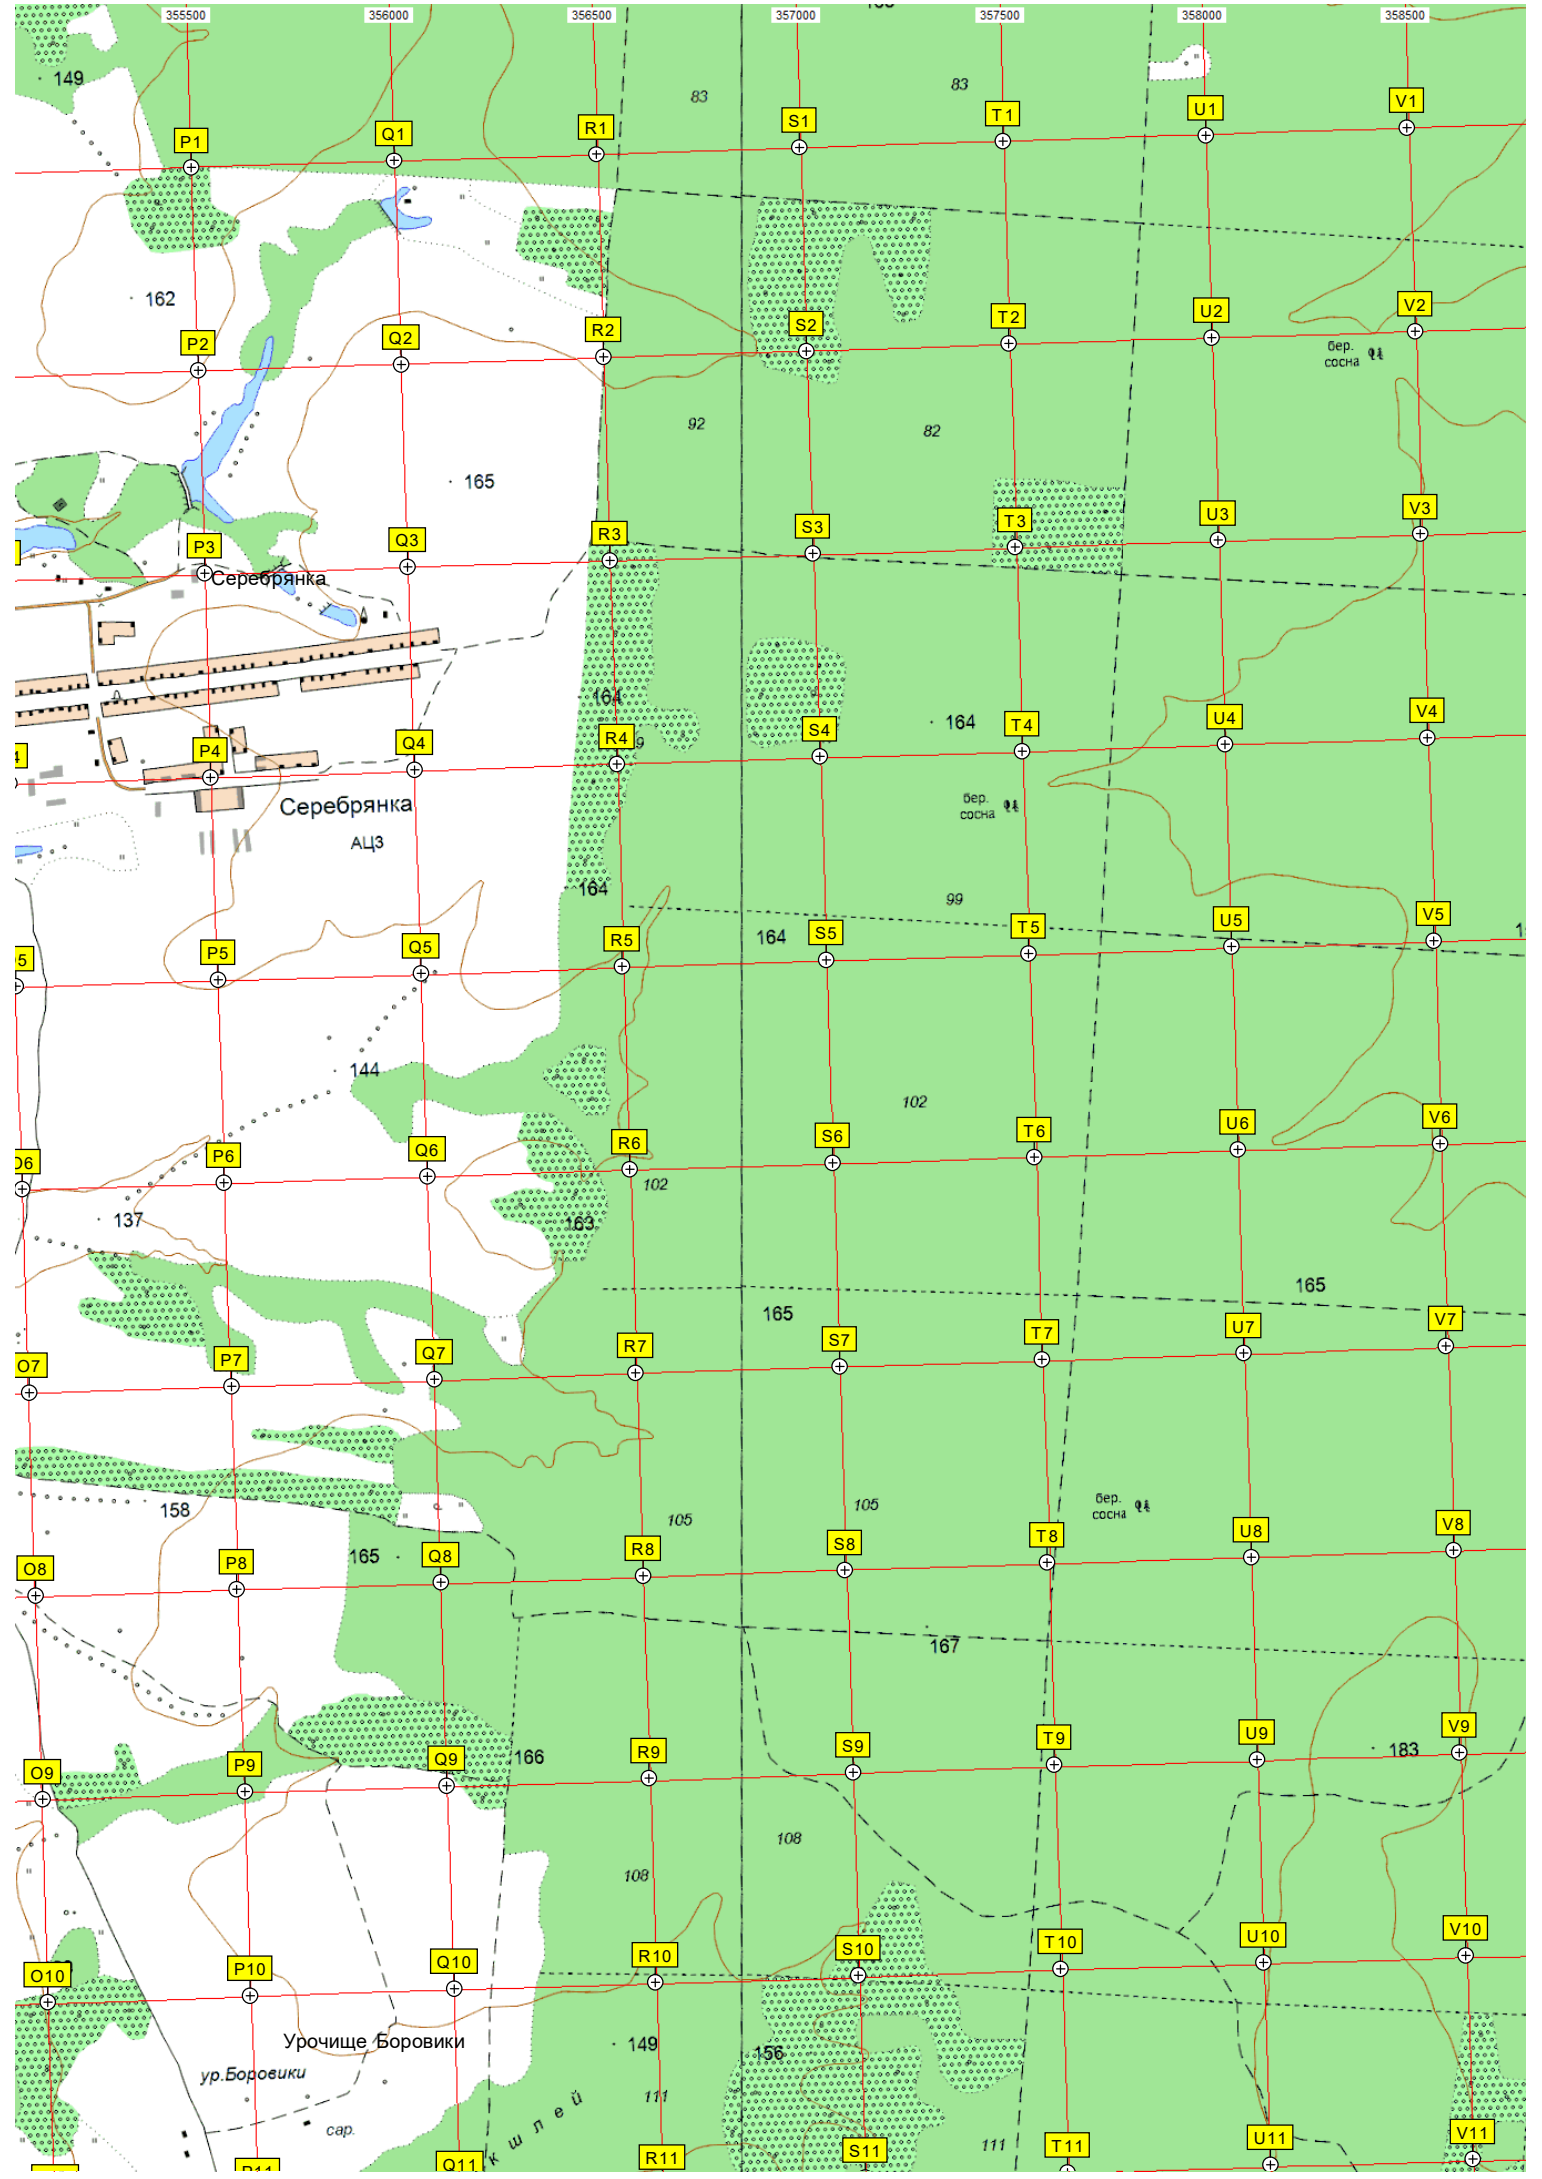 355500 356000 356500 357000 357500 358000 358500
149 83 83
P1 Q1 R1 S1 T1 U1 V1
162
P2 Q2 R2 S2 T2 U2 V2
бер.
сосна
92 82
165
P3 Q3 R3 S3 T3 U3 V3
Серебрянка
164 164
P4 Q4 R4 S4 T4 U4 V4
Серебрянка
бер.
сосна
АЦЗ
164 99
164
P5 Q5 R5 S5 T5 U5 V5
144
102
P6 Q6 R6 S6 T6 U6 V6
102
137 163
165 165
O7 P7 Q7 R7 S7 T7 U7 V7
158 105 105
бер.
сосна
165
O8 P8 Q8 R8 S8 T8 U8 V8
167
166 183
O9 P9 Q9 R9 S9 T9 U9 V9
108
108
O10 P10 Q10 R10 S10 T10 U10 V10
Урочище Боровики
149 156
ур.Боровики
111
сар.
кшлей
111
P11 Q11 R11 S11 T11 U11 V11